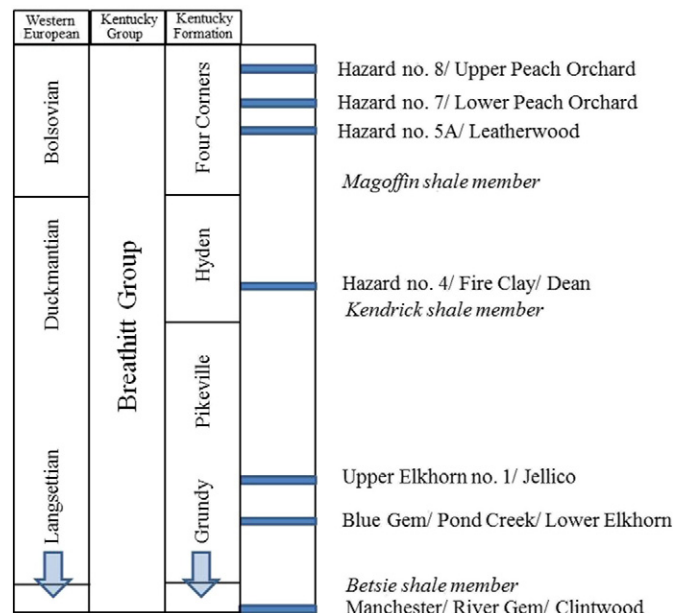 Western
European
Kentucky
Group
Kentucky
Formation
Bolsovian
Duckmantian
Langsettian
Breathitt Group
Four Corners
Hyden
Pikeville
Grundy
Hazard no. 8/ Upper Peach Orchard
Hazard no. 7/ Lower Peach Orchard
Hazard no. 5A/ Leatherwood
Magoffin shale member
Hazard no. 4/ Fire Clay/ Dean
Kendrick shale member
Upper Elkhorn no. 1/ Jellico
Blue Gem/ Pond Creek/ Lower Elkhorn
Betsie shale member
Manchester/ River Gem/ Clintwood